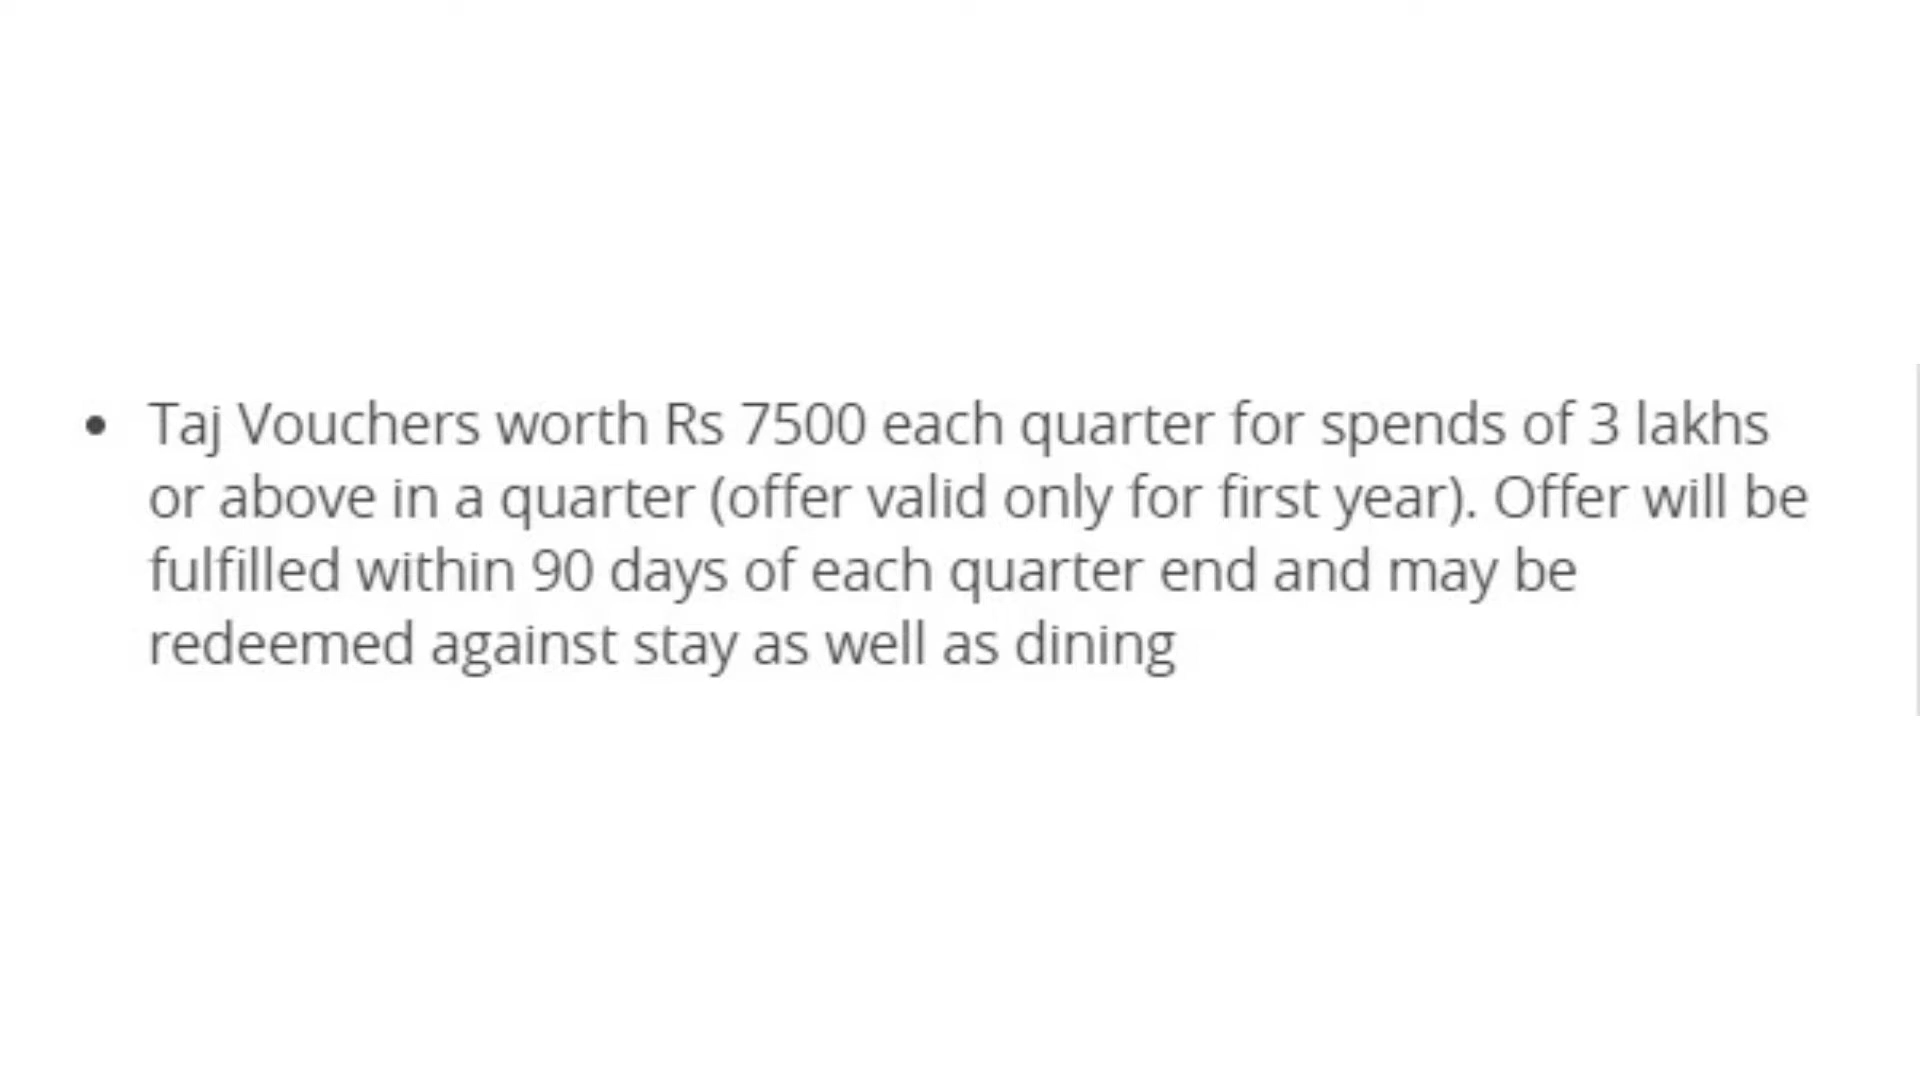 • Taj Vouchers worth Rs 7500 each quarter for spends of 3 lakhs
or above in a quarter (offer valid only for first year). Offer will be
fulfilled within 90 days of each quarter end and may be
redeemed against stay as well as dining